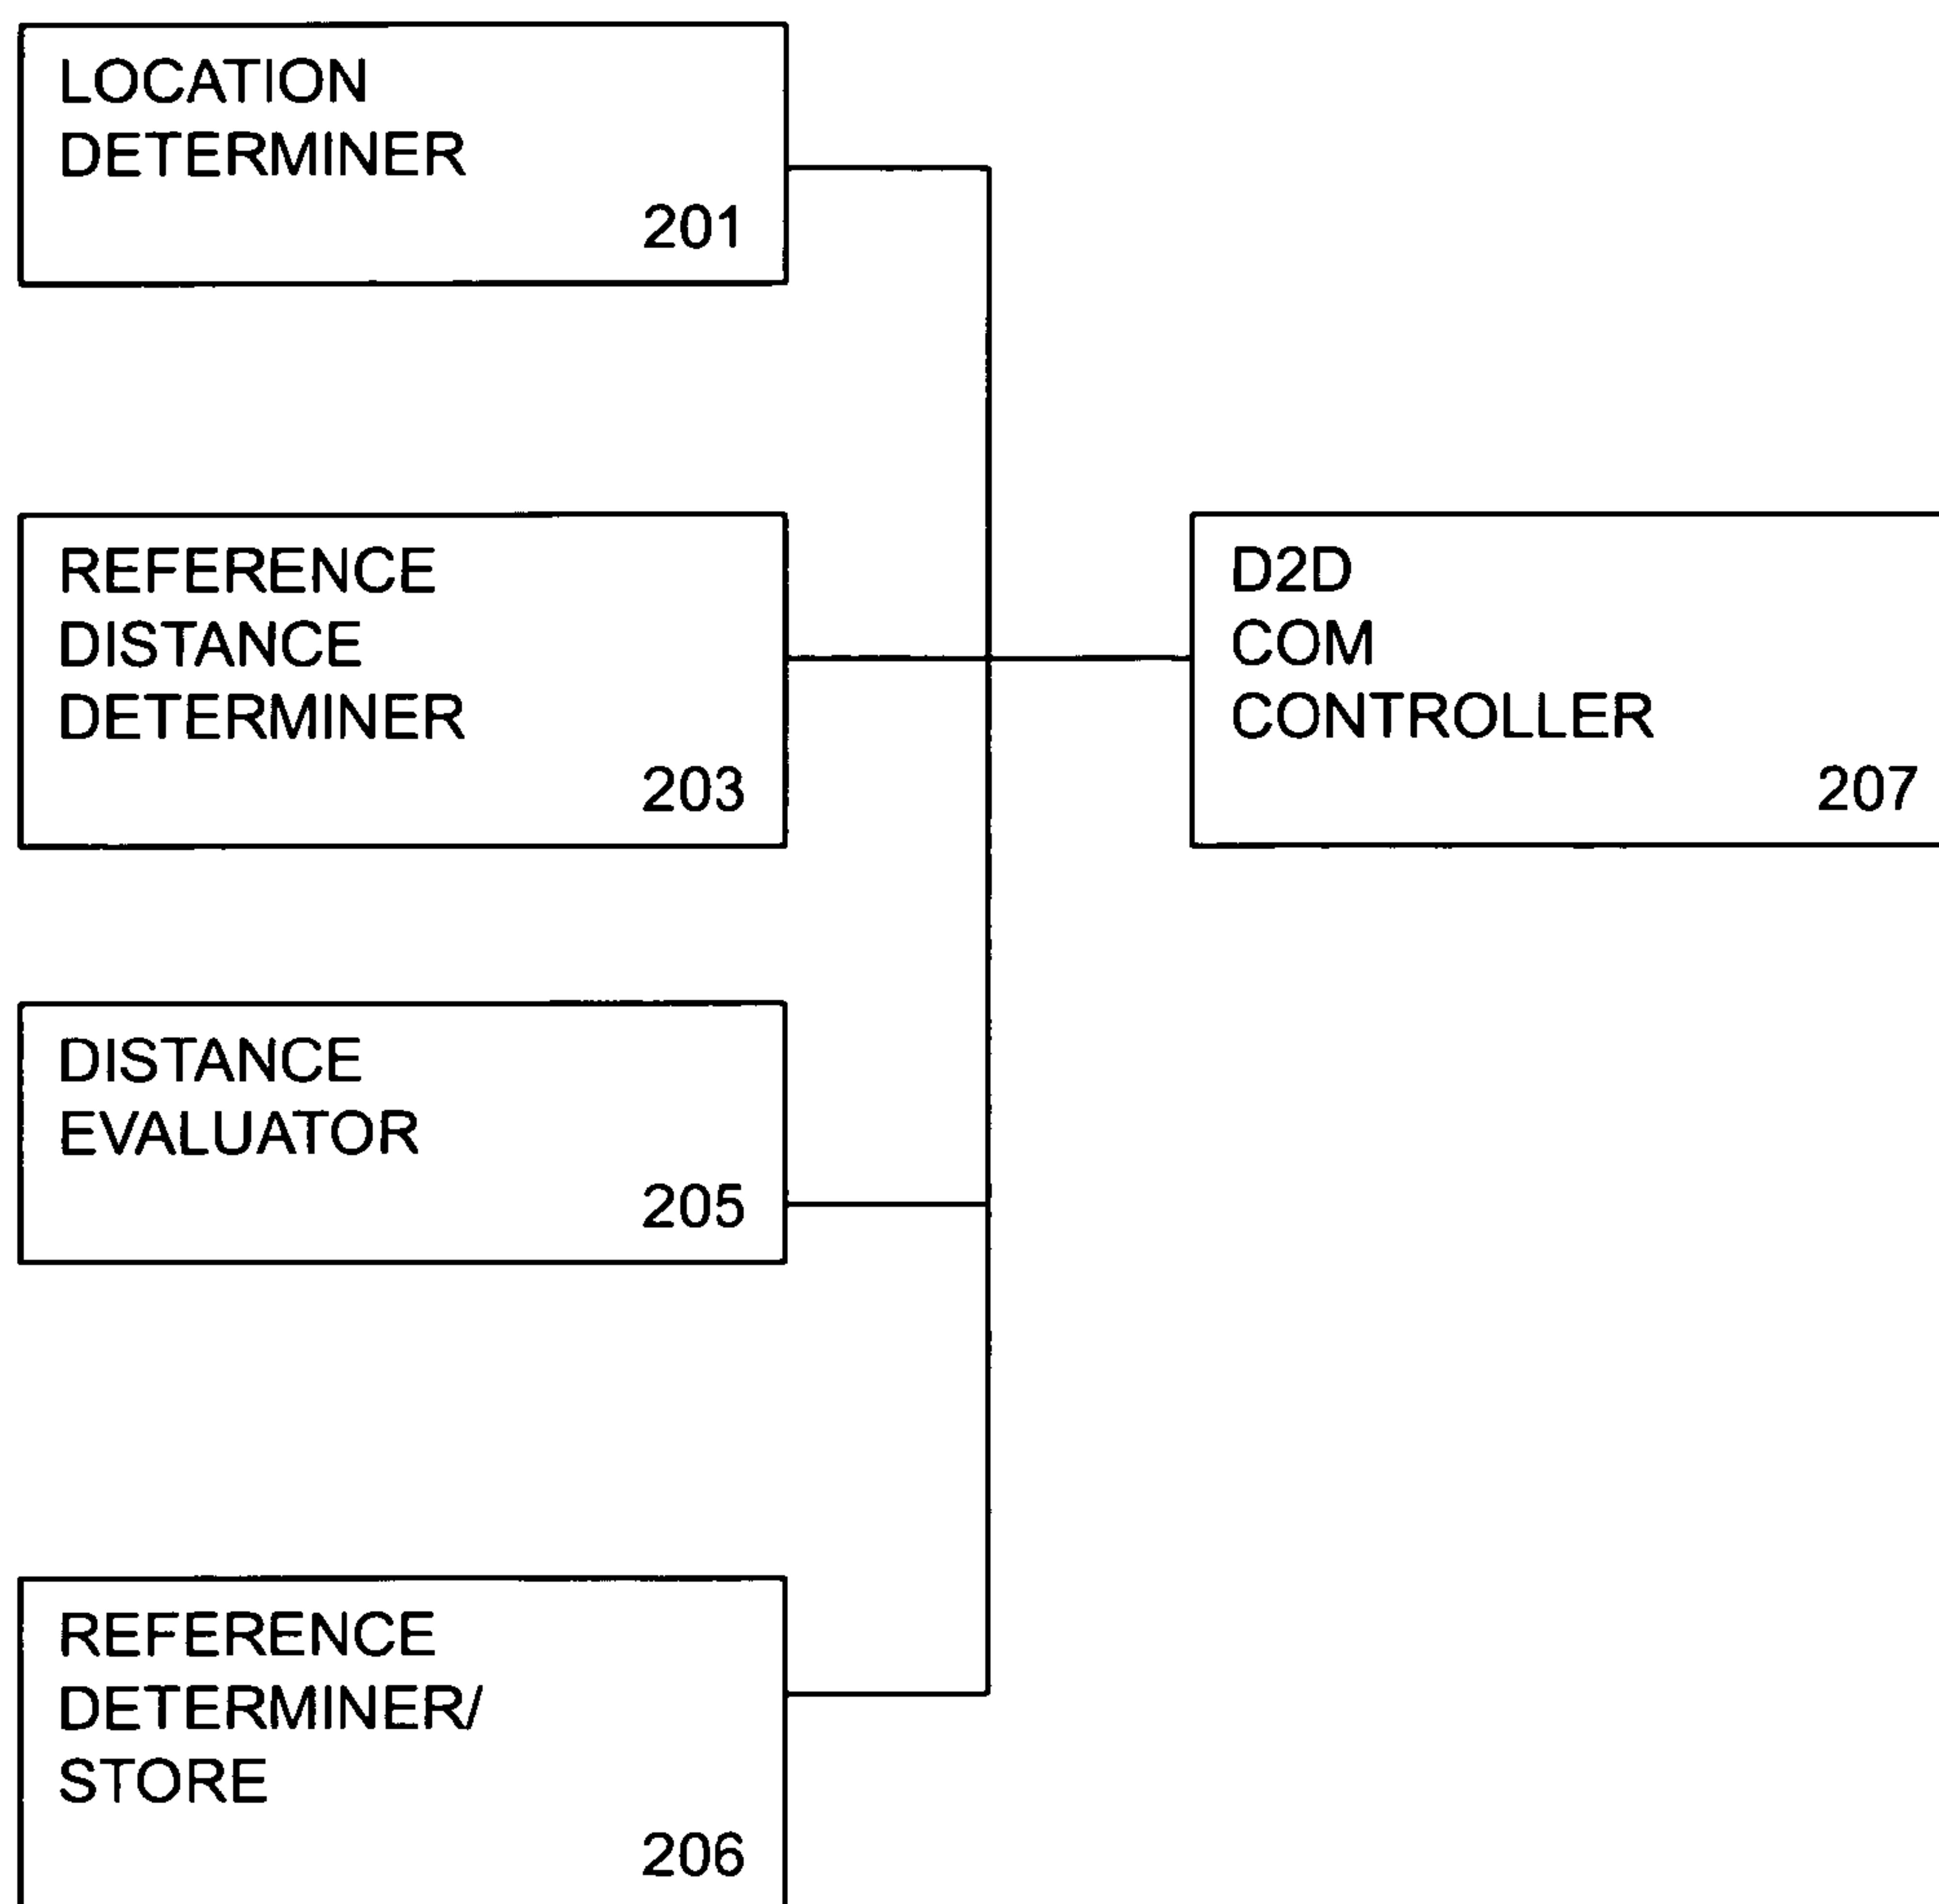 LOCATION
DETERMINER
201
REFERENCE
DISTANCE
DETERMINER
203
D2D
COM
CONTROLLER
207
DISTANCE
EVALUATOR
205
REFERENCE
DETERMINER/
STORE
206